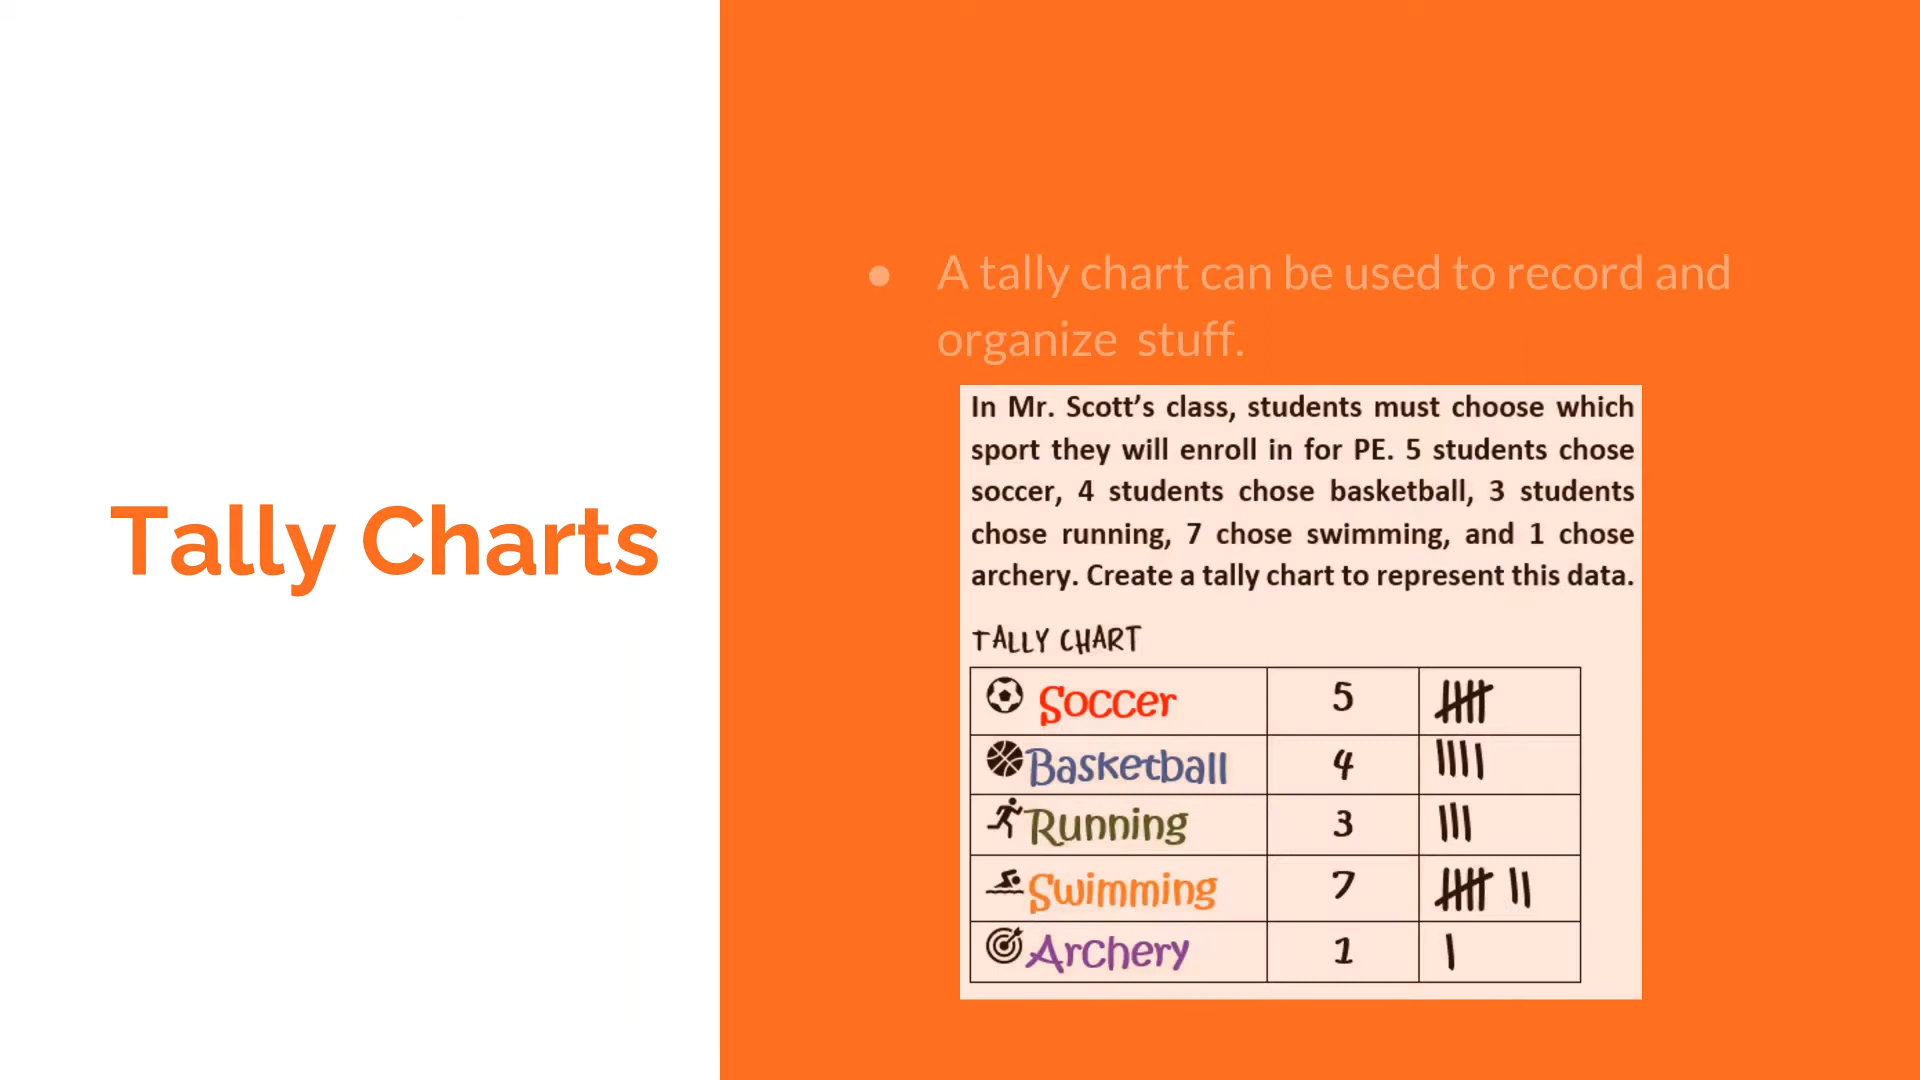 Tally Charts
● A tally chart can be used to record and
organize stuff.
In Mr. Scott’s class, students must choose which
sport they will enroll in for PE. 5 students chose
soccer, 4 students chose basketball, 3 students
chose running, 7 chose swimming, and 1 chose
archery. Create a tally chart to represent this data.
TALLY CHART
Soccer 5
Basketball 4
Running 3
Swimming 7
Archery 1